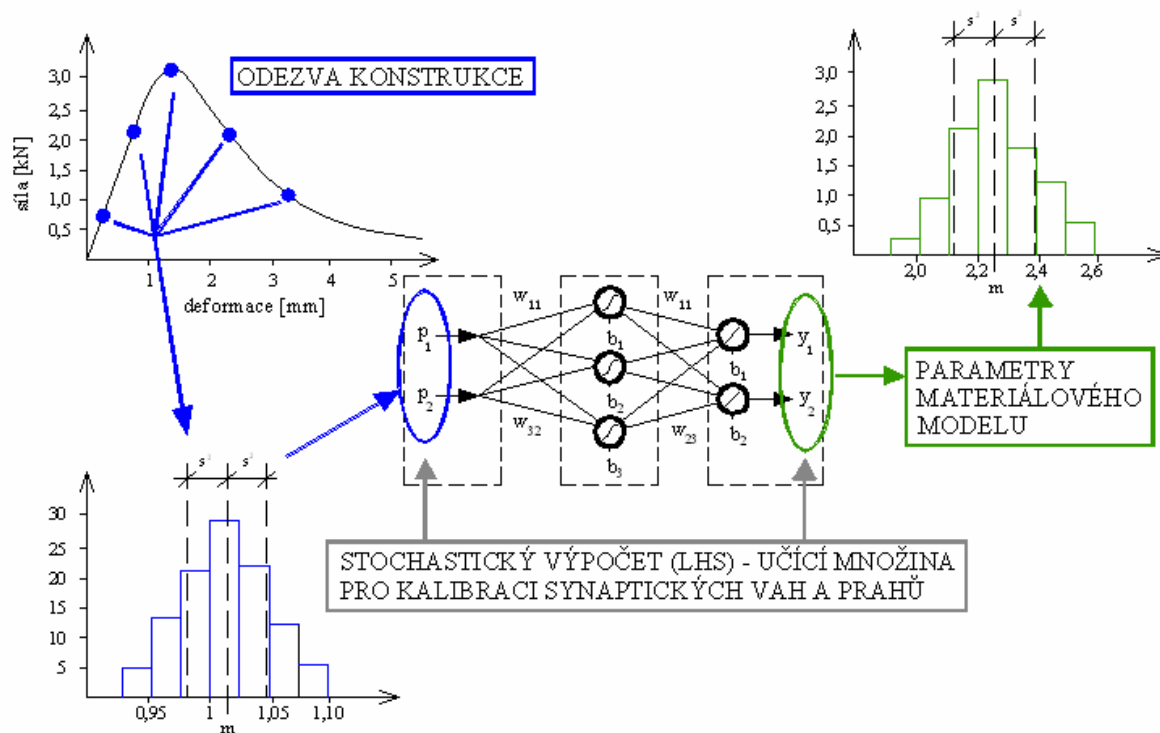 ODEZVA KONSTRUKCE
síla [kN]
3,0
2,5
2,0
1,5
1,0
0,5
1 2 3 4 5
deformace [mm]
s² s²
3,0
2,5
2,0
1,5
1,0
0,5
2,0 2,2 2,4 2,6
m
w11 w11
p1 b1 b1 y1
p2 b2 b2 y2
w32 w23
b3
PARAMETRY
MATERIÁLOVÉHO
MODELU
s² s²
30
25
20
15
10
5
0,95 1 1,05 1,10
m
STOCHASTICKÝ VÝPOČET (LHS) - UČÍCÍ MNOŽINA
PRO KALIBRACI SYNAPTICKÝCH VAH A PRAHŮ